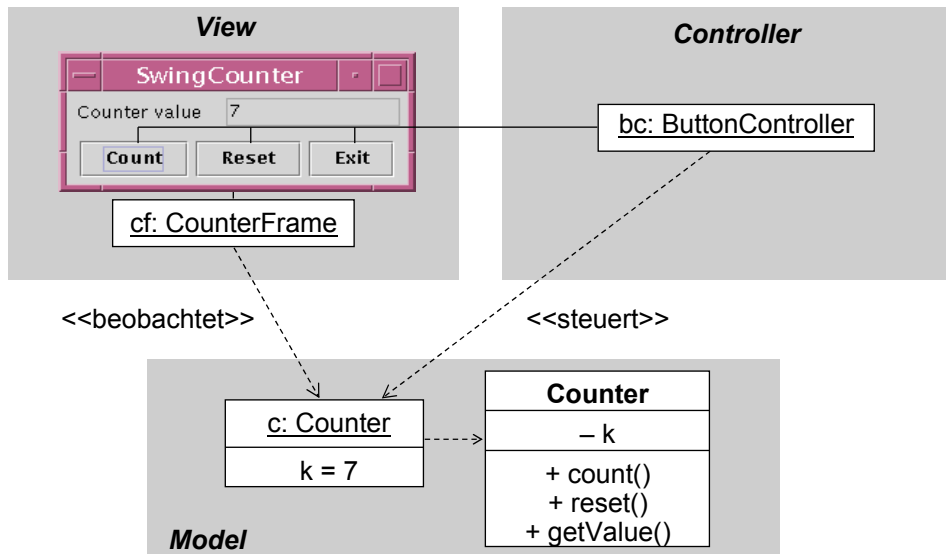 View
Controller
SwingCounter
Counter value 7
Count Reset Exit
bc: ButtonController
cf: CounterFrame
<<beobachtet>>
<<steuert>>
c: Counter
k = 7
Counter
– k
+ count()
+ reset()
+ getValue()
Model